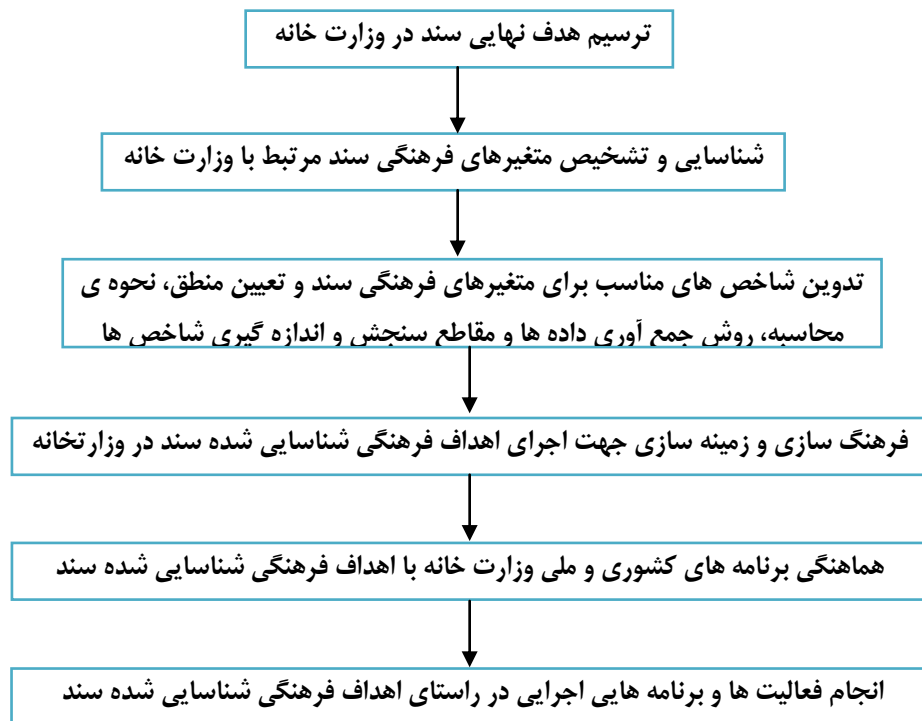 ترسیم هدف نهایی سند در وزارت خانه
شناسایی و تشخیص متغیرهای فرهنگی سند مرتبط با وزارت خانه
تدوین شاخص های مناسب برای متغیرهای فرهنگی سند و تعیین منطق، نحوه ی
محاسبه، روش جمع آوری داده ها و مقاطع سنجش و اندازه گیری شاخص ها
فرهنگ سازی و زمینه سازی جهت اجرای اهداف فرهنگی شناسایی شده سند در وزارتخانه
هماهنگی برنامه های کشوری و ملی وزارت خانه با اهداف فرهنگی شناسایی شده سند
انجام فعالیت ها و برنامه هایی اجرایی در راستای اهداف فرهنگی شناسایی شده سند